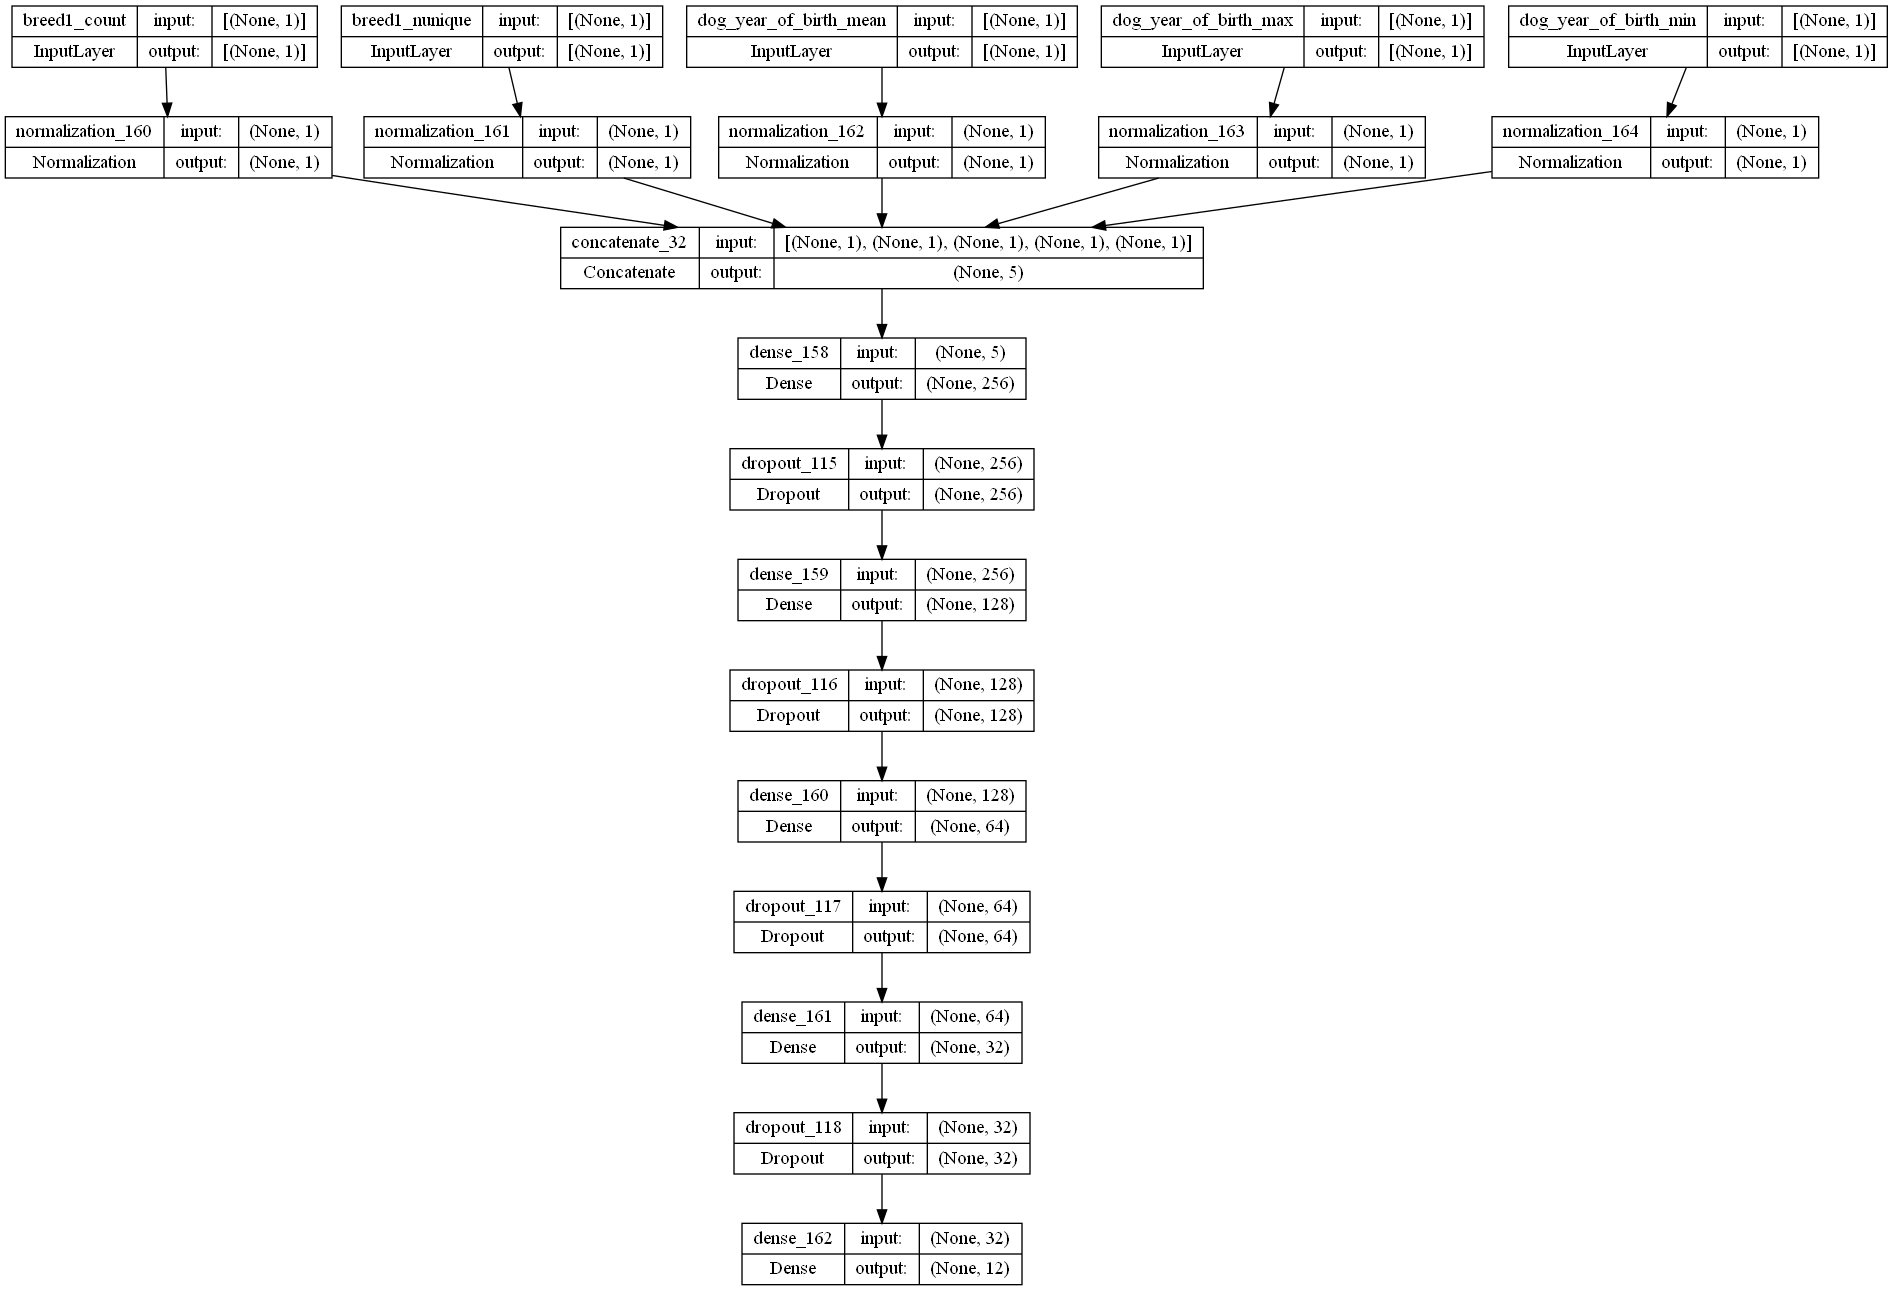 breed1_count input: [(None, 1)]
InputLayer output: [(None, 1)]
breed1_nunique input: [(None, 1)]
InputLayer output: [(None, 1)]
dog_year_of_birth_mean input: [(None, 1)]
InputLayer output: [(None, 1)]
dog_year_of_birth_max input: [(None, 1)]
InputLayer output: [(None, 1)]
dog_year_of_birth_min input: [(None, 1)]
InputLayer output: [(None, 1)]
normalization_160 input: (None, 1)
Normalization output: (None, 1)
normalization_161 input: (None, 1)
Normalization output: (None, 1)
normalization_162 input: (None, 1)
Normalization output: (None, 1)
normalization_163 input: (None, 1)
Normalization output: (None, 1)
normalization_164 input: (None, 1)
Normalization output: (None, 1)
concatenate_32 input: [(None, 1), (None, 1), (None, 1), (None, 1), (None, 1)]
Concatenate output: (None, 5)
dense_158 input: (None, 5)
Dense output: (None, 256)
dropout_115 input: (None, 256)
Dropout output: (None, 256)
dense_159 input: (None, 256)
Dense output: (None, 128)
dropout_116 input: (None, 128)
Dropout output: (None, 128)
dense_160 input: (None, 128)
Dense output: (None, 64)
dropout_117 input: (None, 64)
Dropout output: (None, 64)
dense_161 input: (None, 64)
Dense output: (None, 32)
dropout_118 input: (None, 32)
Dropout output: (None, 32)
dense_162 input: (None, 32)
Dense output: (None, 12)